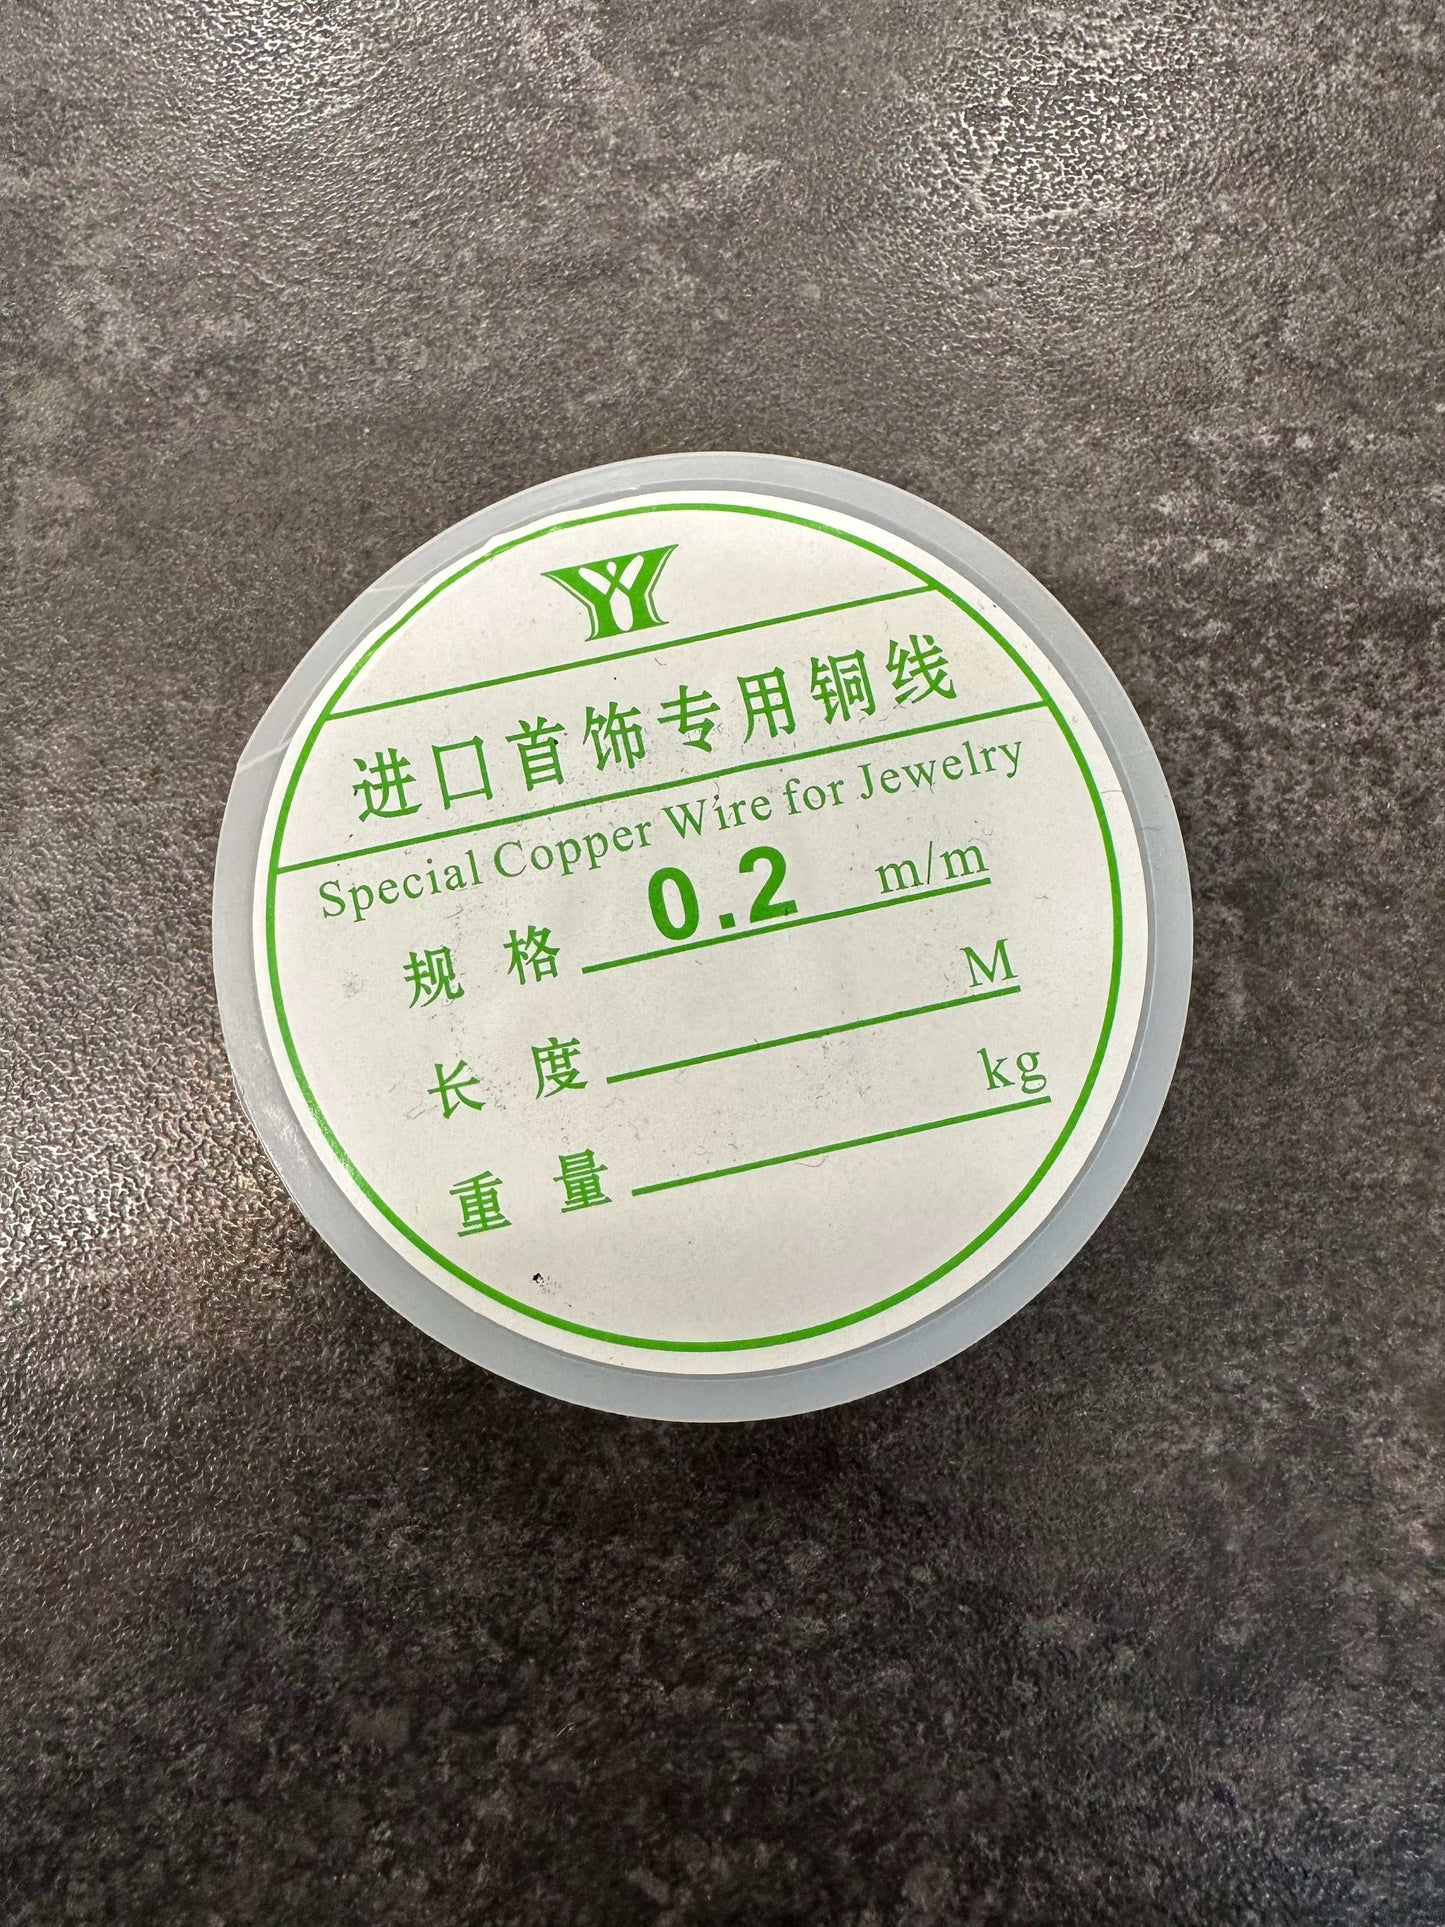 进口首饰专用铜线
Special Copper Wire for Jewelry
规 格 0.2 m/m
长 度 M
重 量 kg